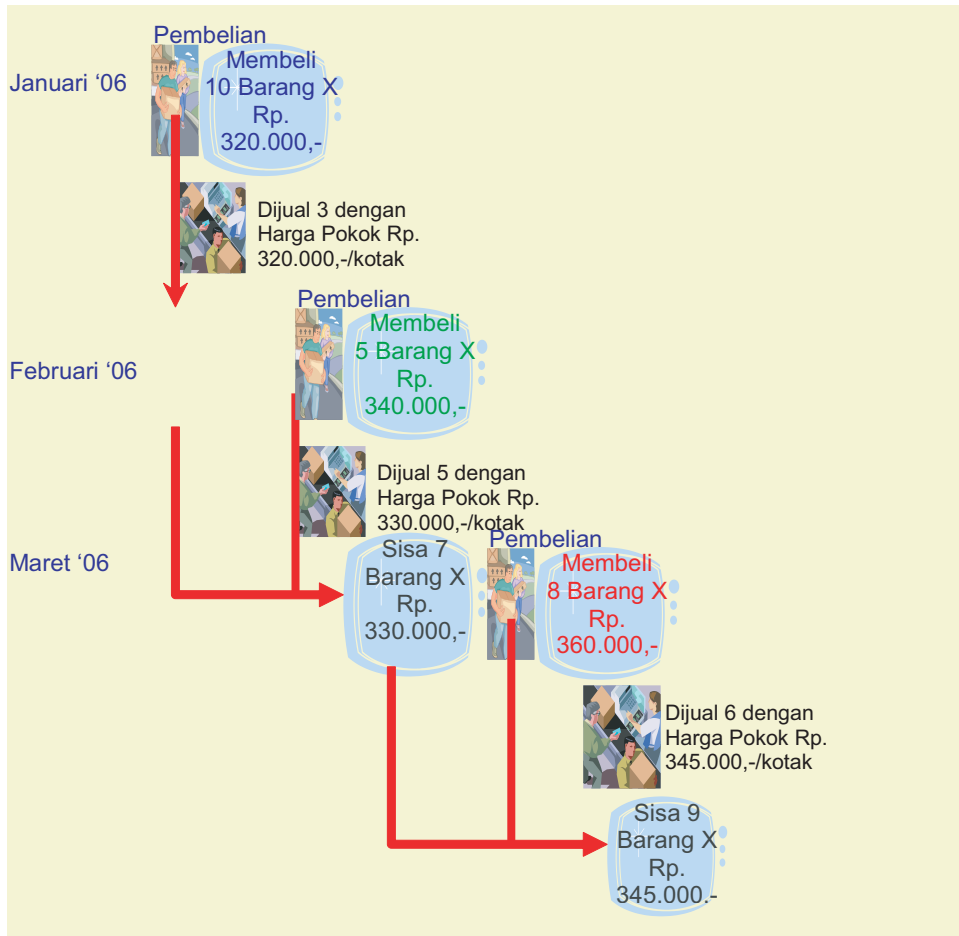 Pembelian
Januari ‘06
Membeli
10 Barang X
Rp.
320.000,-
Dijual 3 dengan
Harga Pokok Rp.
320.000,-/kotak
Pembelian
Februari ‘06
Membeli
5 Barang X
Rp.
340.000,-
Dijual 5 dengan
Harga Pokok Rp.
330.000,-/kotak
Maret ‘06
Sisa 7
Barang X
Rp.
330.000,-
Pembelian
Membeli
8 Barang X
Rp.
360.000,-
Dijual 6 dengan
Harga Pokok Rp.
345.000,-/kotak
Sisa 9
Barang X
Rp.
345.000.-